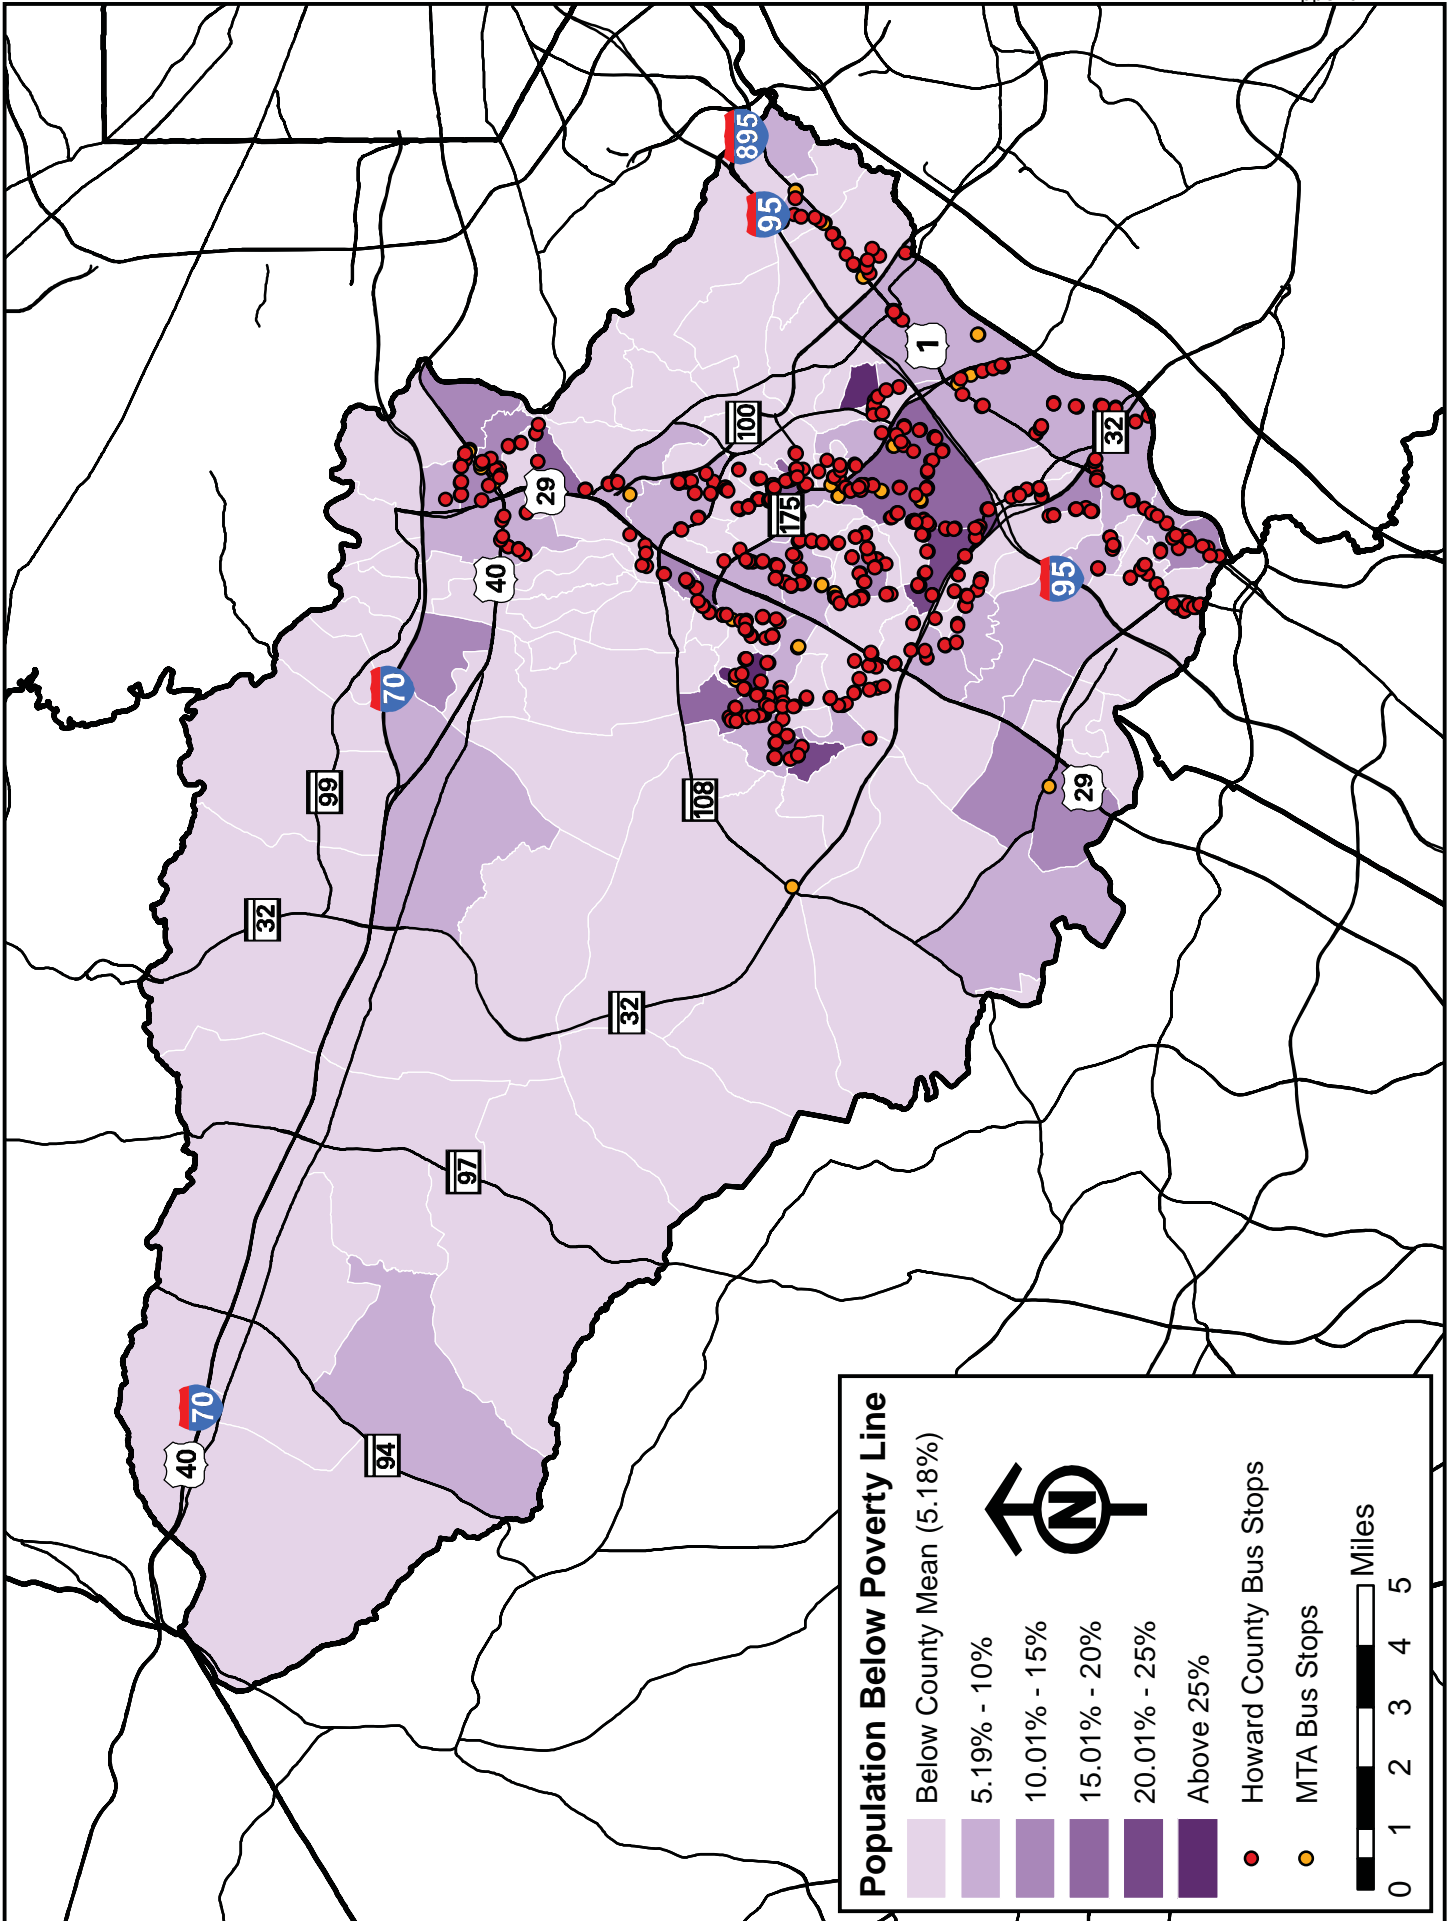 895
95
1
100
32
29
175
40
95
70
99
108
29
32
32
97
70
40
94
Population Below Poverty Line
Below County Mean (5.18%)
5.19% - 10%
10.01% - 15%
15.01% - 20%
20.01% - 25%
Above 25%
N
Howard County Bus Stops
MTA Bus Stops
0 1 2 3 4 5 Miles